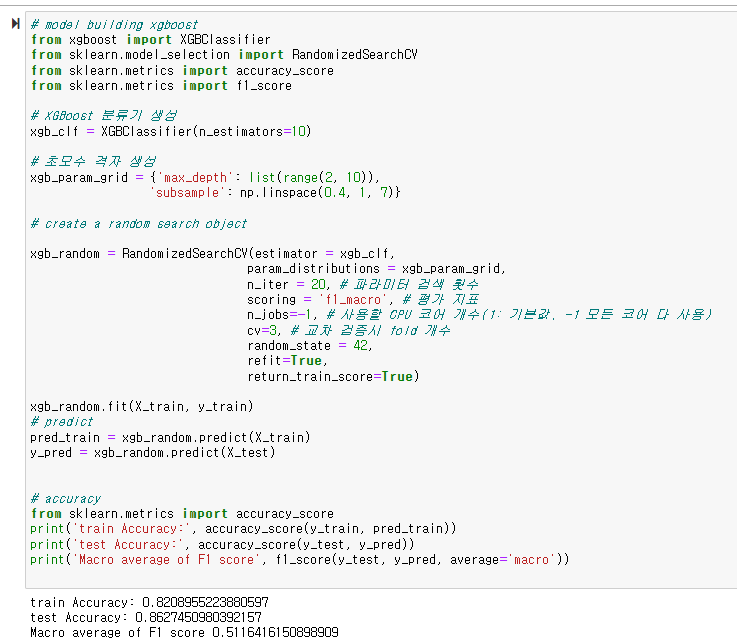 # model building xgboost
from xgboost import XGBClassifier
from sklearn.model_selection import RandomizedSearchCV
from sklearn.metrics import accuracy_score
from sklearn.metrics import f1_score
# XGBoost 분류기 생성
xgb_clf = XGBClassifier(n_estimators=10)
# 초모수 격자 생성
xgb_param_grid = {'max_depth': list(range(2, 10)),
'subsample': np.linspace(0.4, 1, 7)}
# create a random search object
xgb_random = RandomizedSearchCV(estimator = xgb_clf,
param_distributions = xgb_param_grid,
n_iter = 20, # 파라미터 검색 횟수
scoring = 'f1_macro', # 평가 지표
n_jobs=-1, # 사용할 CPU 코어 개수(1: 기본값, -1 모든 코어 다 사용)
cv=3, # 교차 검증시 fold 개수
random_state = 42,
refit=True,
return_train_score=True)
xgb_random.fit(X_train, y_train)
# predict
pred_train = xgb_random.predict(X_train)
y_pred = xgb_random.predict(X_test)
# accuracy
from sklearn.metrics import accuracy_score
print('train Accuracy:', accuracy_score(y_train, pred_train))
print('test Accuracy:', accuracy_score(y_test, y_pred))
print('Macro average of F1 score', f1_score(y_test, y_pred, average='macro'))
train Accuracy: 0.8208955223880597
test Accuracy: 0.8627450980392157
Macro average of F1 score 0.5116416150898909